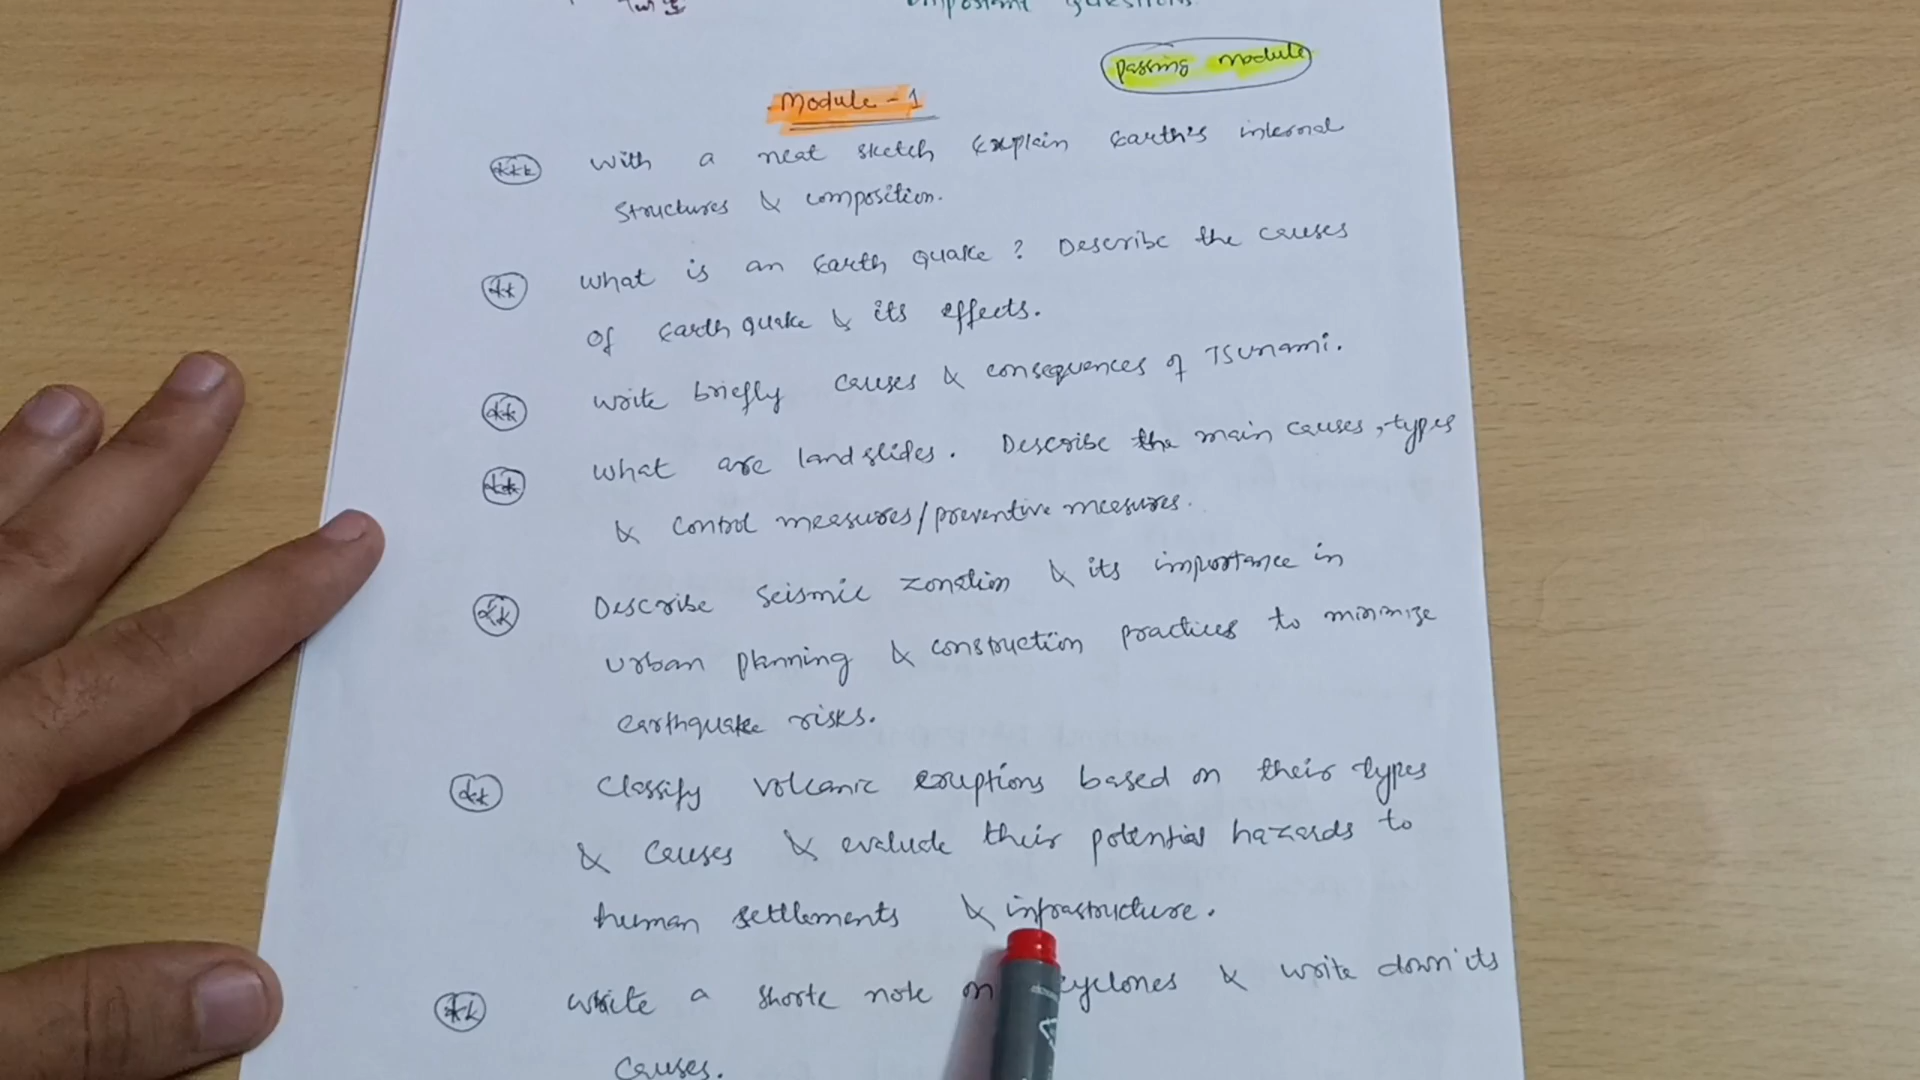 important questions
Passing module
Module - 1
With a neat sketch Explain Earth's internal
structures & composition.
What is an Earth quake ? Describe the causes
of Earth quake & its effects.
Write briefly causes & consequences of Tsunami.
What are landslides. Describe the main causes, types
& control measures/preventive measures.
Describe seismic zonation & its importance in
urban planning & construction practices to minimize
earthquake risks.
Classify volcanic eruptions based on their types
& causes & evalude their potential hazards to
human settlements & infrastructure.
Write a shorte note on cyclones & write down its
causes.